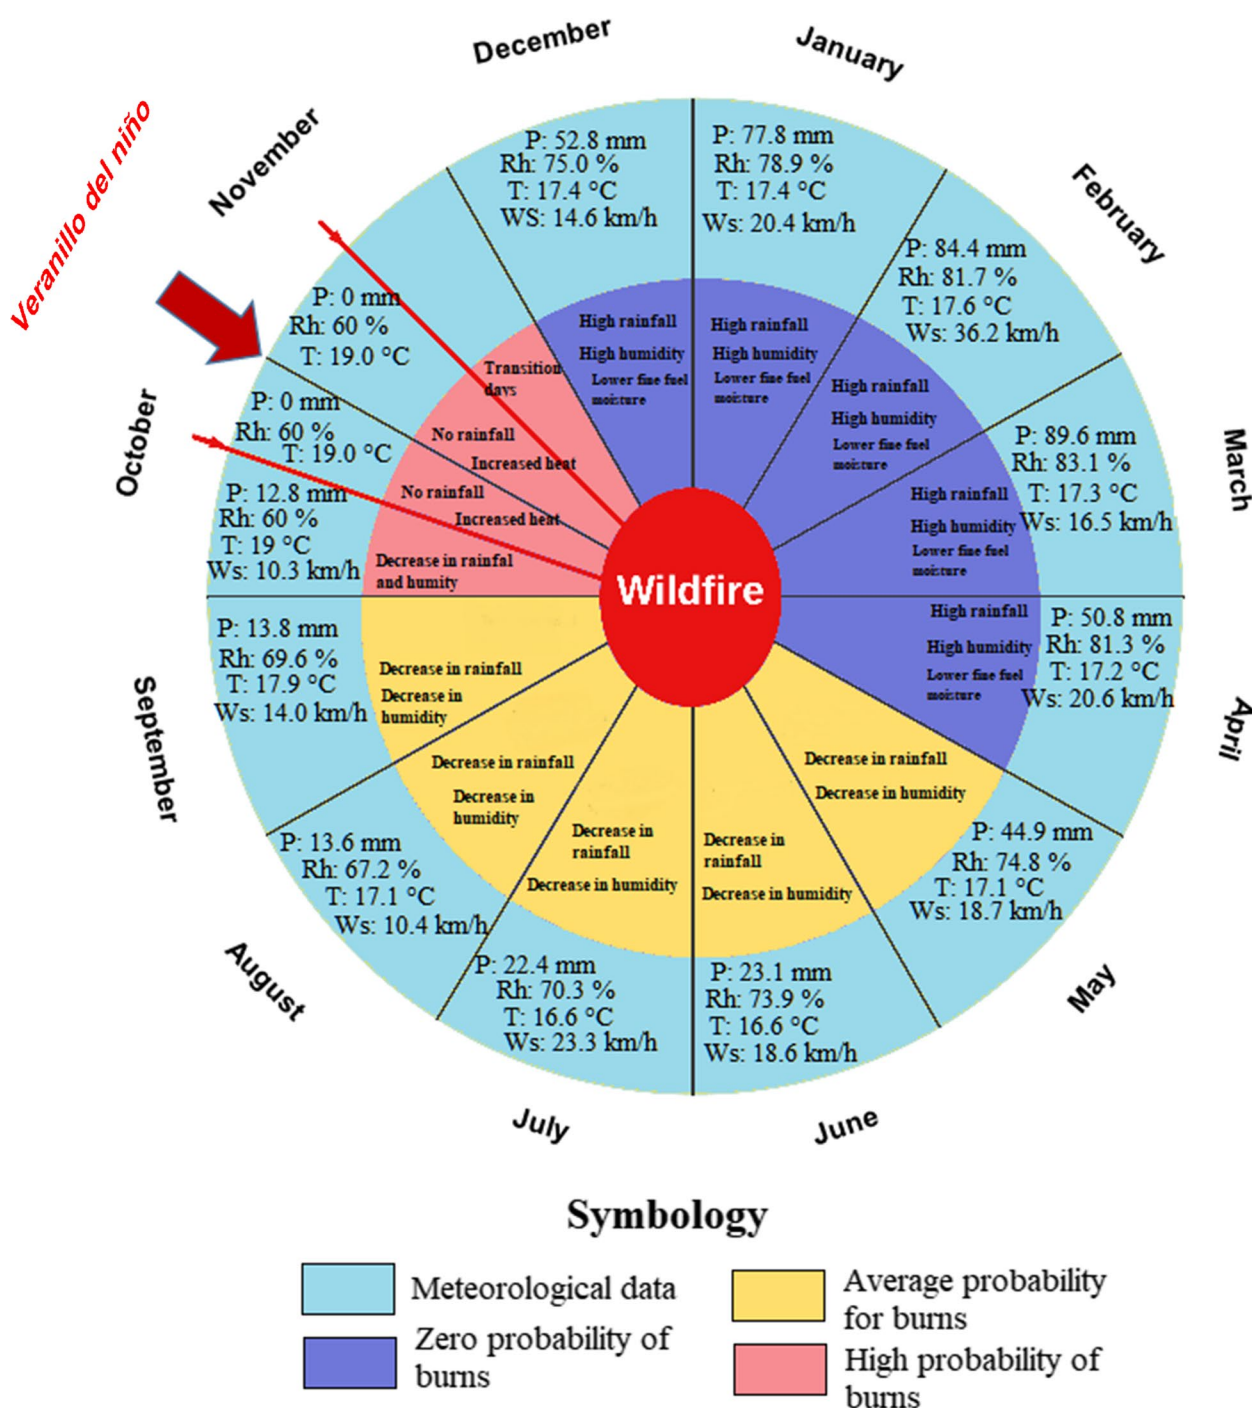 December
January
November
February
Veranillo del niño
October
March
September
April
August
May
July
June
P: 52.8 mm
Rh: 75.0 %
T: 17.4 °C
WS: 14.6 km/h
High rainfall
High humidity
Lower fine fuel
moisture
P: 77.8 mm
Rh: 78.9 %
T: 17.4 °C
Ws: 20.4 km/h
High rainfall
High humidity
Lower fine fuel
moisture
P: 84.4 mm
Rh: 81.7 %
T: 17.6 °C
Ws: 36.2 km/h
High rainfall
High humidity
Lower fine fuel
moisture
P: 89.6 mm
Rh: 83.1 %
T: 17.3 °C
Ws: 16.5 km/h
High rainfall
High humidity
Lower fine fuel
moisture
P: 50.8 mm
Rh: 81.3 %
T: 17.2 °C
Ws: 20.6 km/h
High rainfall
High humidity
Lower fine fuel
moisture
P: 44.9 mm
Rh: 74.8 %
T: 17.1 °C
Ws: 18.7 km/h
Decrease in rainfall
Decrease in humidity
P: 23.1 mm
Rh: 73.9 %
T: 16.6 °C
Ws: 18.6 km/h
Decrease in
rainfall
Decrease in humidity
P: 22.4 mm
Rh: 70.3 %
T: 16.6 °C
Ws: 23.3 km/h
Decrease in
rainfall
Decrease in humidity
P: 13.6 mm
Rh: 67.2 %
T: 17.1 °C
Ws: 10.4 km/h
Decrease in rainfall
Decrease in
humidity
P: 13.8 mm
Rh: 69.6 %
T: 17.9 °C
Ws: 14.0 km/h
Decrease in rainfall
Decrease in
humidity
P: 12.8 mm
Rh: 60 %
T: 19 °C
Ws: 10.3 km/h
Decrease in rainfal
and humity
P: 0 mm
Rh: 60 %
T: 19.0 °C
No rainfall
Increased heat
P: 0 mm
Rh: 60 %
T: 19.0 °C
No rainfall
Increased heat
Transition
days
Wildfire
Symbology
Meteorological data
Zero probability of
burns
Average probability
for burns
High probability of
burns